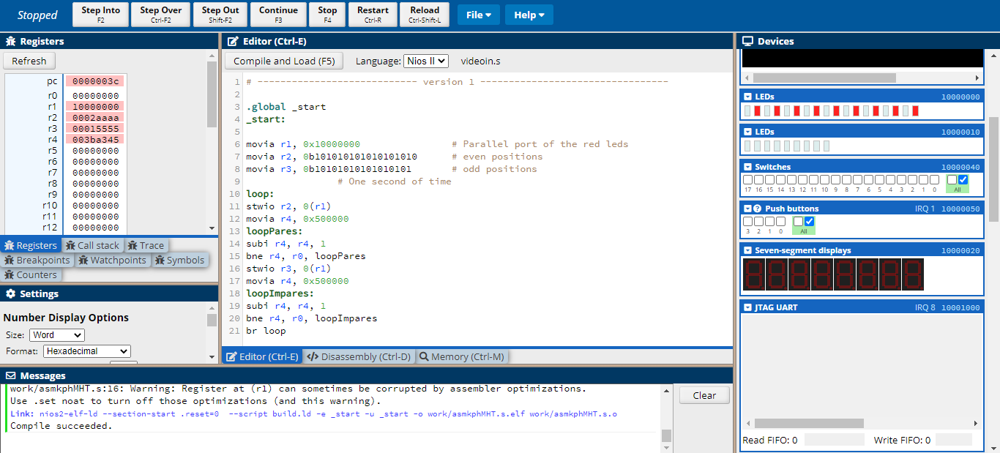 Stopped
Step Into
F2
Step Over
Ctrl-F2
Step Out
Shift-F2
Continue
F3
Stop
F4
Restart
Ctrl-R
Reload
Ctrl-Shift-L
File
Help
Registers
Refresh
pc 0000003c
r0 00000000
r1 10000000
r2 0002aaaa
r3 00015555
r4 003ba345
r5 00000000
r6 00000000
r7 00000000
r8 00000000
r9 00000000
r10 00000000
r11 00000000
r12 00000000
Registers Call stack Trace
Breakpoints Watchpoints Symbols
Counters
Settings
Number Display Options
Size: Word
Format: Hexadecimal
Editor (Ctrl-E)
Compile and Load (F5) Language: Nios II videoin.s
1 # ---------------------------- version 1 ---------------------------------
2
3 .global _start
4 _start:
5
6 movia r1, 0x10000000 # Parallel port of the red leds
7 movia r2, 0b101010101010101010 # even positions
8 movia r3, 0b10101010101010101 # odd positions
9 # One second of time
10 loop:
11 stwio r2, 0(r1)
12 movia r4, 0x500000
13 loopPares:
14 subi r4, r4, 1
15 bne r4, r0, loopPares
16 stwio r3, 0(r1)
17 movia r4, 0x500000
18 loopImpares:
19 subi r4, r4, 1
20 bne r4, r0, loopImpares
21 br loop
Editor (Ctrl-E) Disassembly (Ctrl-D) Memory (Ctrl-M)
Messages
work/asmkphMHT.s:16: Warning: Register at (r1) can sometimes be corrupted by assembler optimizations.
Use .set noat to turn off those optimizations (and this warning).
Link: nios2-elf-ld --section-start .reset=0 --script build.ld -e _start -u _start -o work/asmkphMHT.s.elf work/asmkphMHT.s.o
Compile succeeded.
Clear
Devices
LEDs 10000000
LEDs 10000010
Switches 10000040
17 16 15 14 13 12 11 10 9 8 7 6 5 4 3 2 1 0 All
Push buttons IRQ 1 10000050
3 2 1 0 All
Seven-segment displays 10000020
JTAG UART IRQ 8 10001000
Read FIFO: 0 Write FIFO: 0